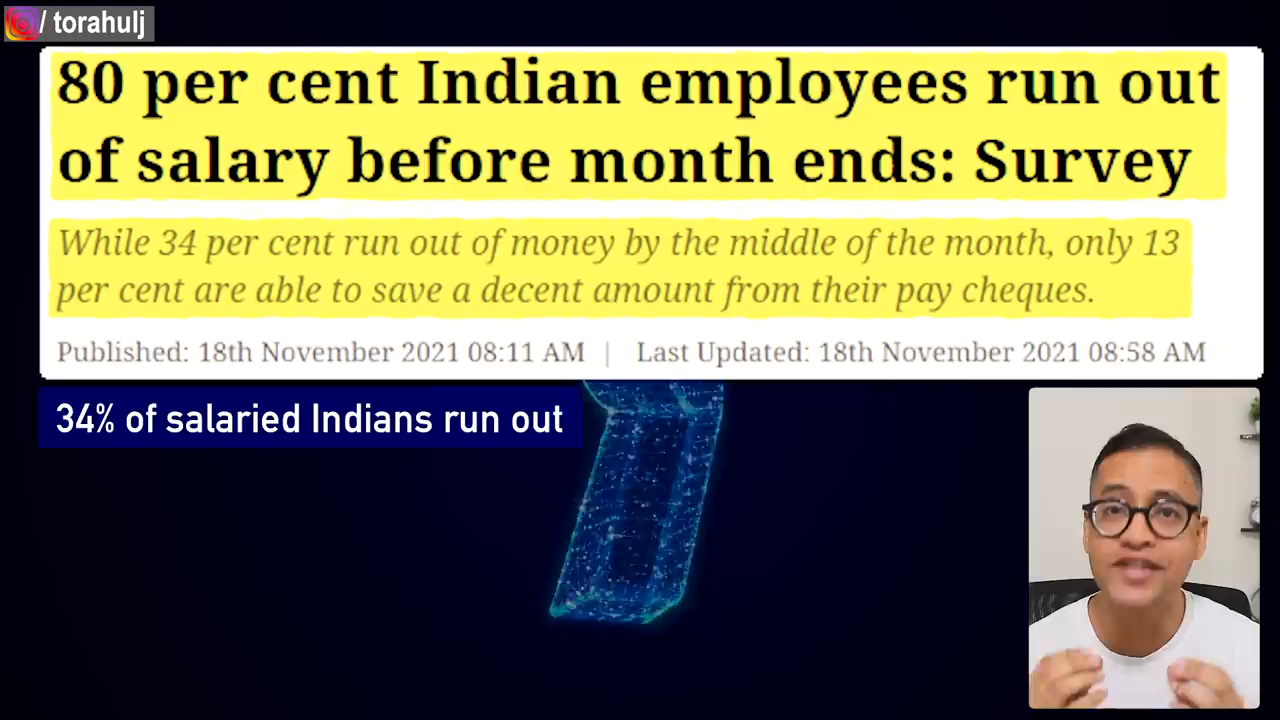 / torahulj
80 per cent Indian employees run out
of salary before month ends: Survey
While 34 per cent run out of money by the middle of the month, only 13
per cent are able to save a decent amount from their pay cheques.
Published: 18th November 2021 08:11 AM | Last Updated: 18th November 2021 08:58 AM
34% of salaried Indians run out